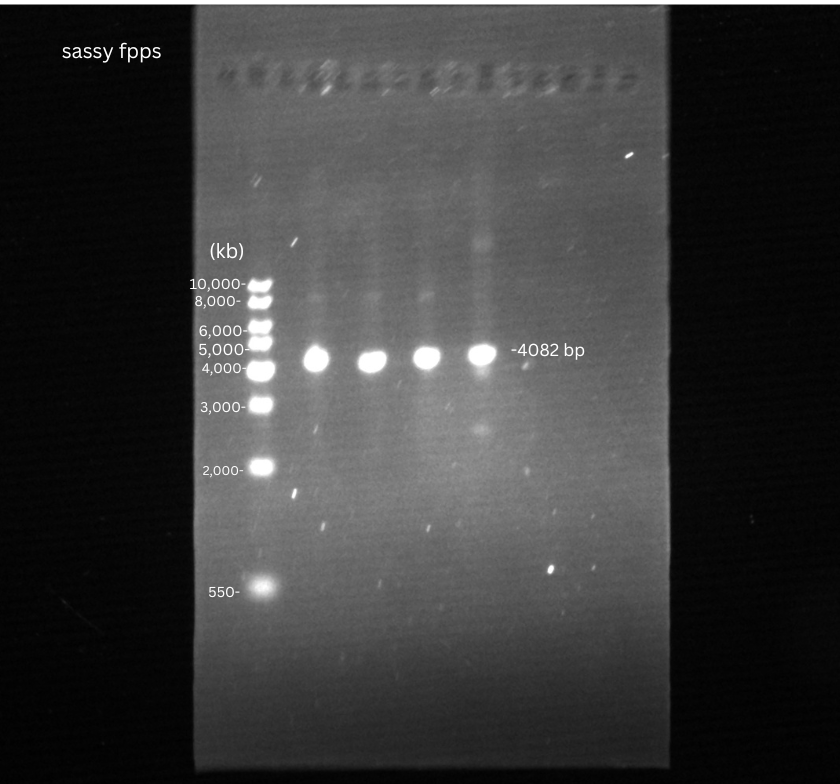 sassy fpps
(kb)
10,000-
8,000-
6,000-
5,000-
-4082 bp
4,000-
3,000-
2,000-
550-